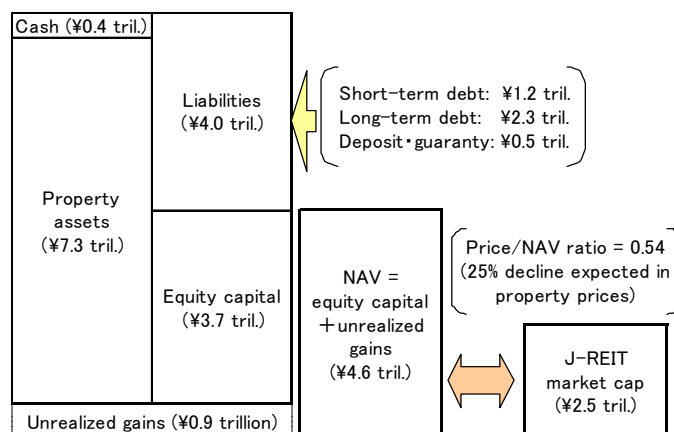 Cash (¥0.4 tril.)
Property
assets
(¥7.3 tril.)
Liabilities
(¥4.0 tril.)
Short-term debt: ¥1.2 tril.
Long-term debt: ¥2.3 tril.
Deposit・guaranty: ¥0.5 tril.
Equity capital
(¥3.7 tril.)
NAV =
equity capital
＋unrealized
gains
(¥4.6 tril.)
Price/NAV ratio = 0.54
(25% decline expected in
property prices)
J-REIT
market cap
(¥2.5 tril.)
Unrealized gains (¥0.9 trillion)